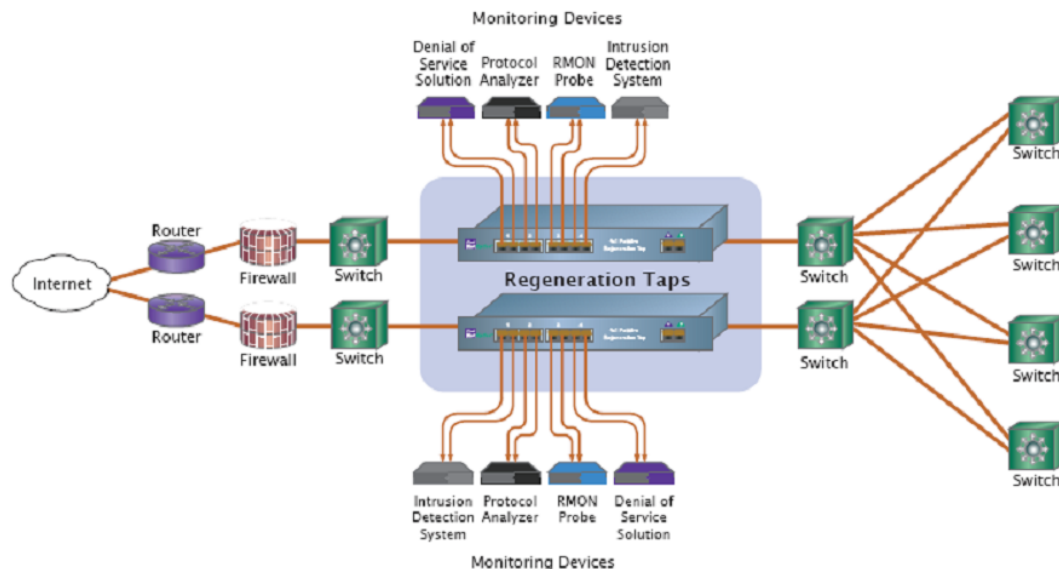 Monitoring Devices
Denial of
Service
Solution
Protocol
Analyzer
RMON
Probe
Intrusion
Detection
System
Switch
Router
Firewall
Switch
Switch
Switch
Internet
Regeneration Taps
Router
Firewall
Switch
Switch
Switch
Switch
Intrusion
Detection
System
Protocol
Analyzer
RMON
Probe
Denial of
Service
Solution
Monitoring Devices